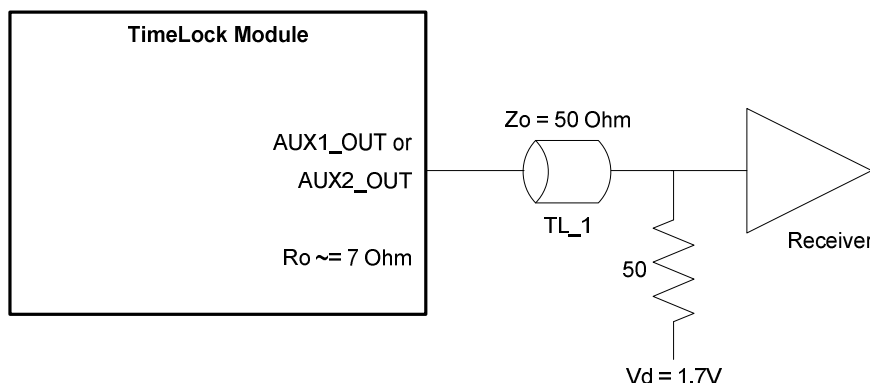 TimeLock Module
Zo = 50 Ohm
AUX1_OUT or
AUX2_OUT
TL_1
Receiver
Ro ~= 7 Ohm
50
Vd = 1.7V